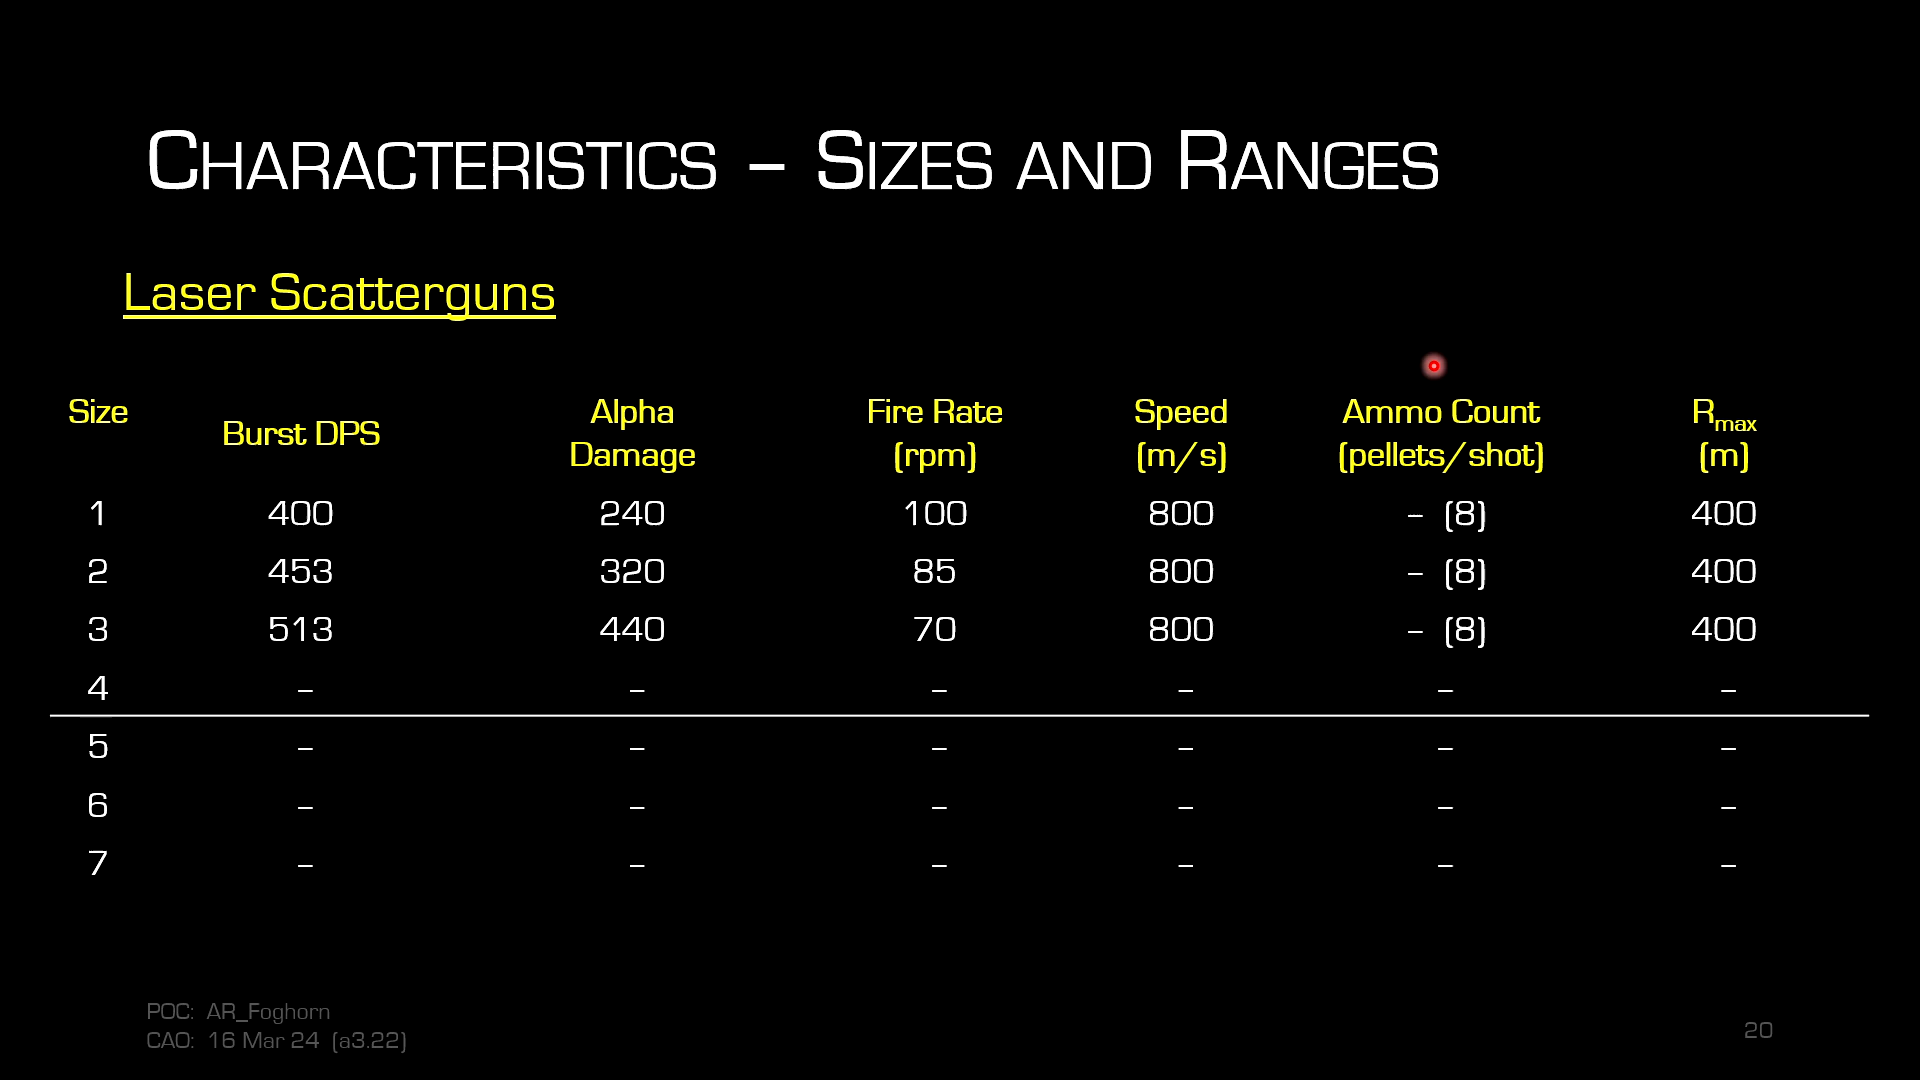 CHARACTERISTICS – SIZES AND RANGES
Laser Scatterguns
Size Burst DPS Alpha Damage Fire Rate (rpm) Speed (m/s) Ammo Count (pellets/shot) Rmax (m)
1 400 240 100 800 – (8) 400
2 453 320 85 800 – (8) 400
3 513 440 70 800 – (8) 400
4 – – – – – –
5 – – – – – –
6 – – – – – –
7 – – – – – –
POC: AR_Foghorn
CAO: 16 Mar 24 (a3.22)
20